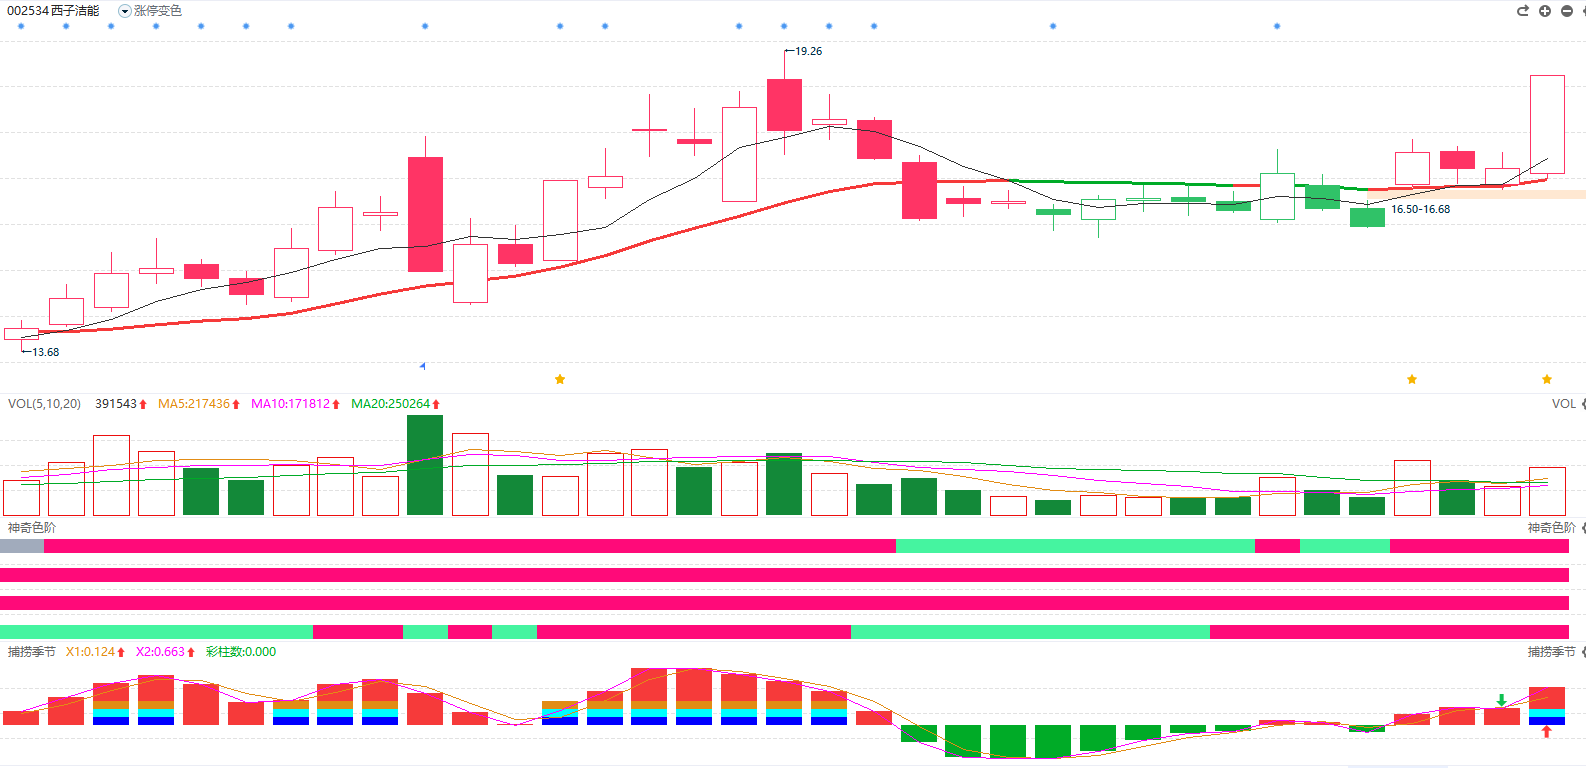 002534 西子洁能 涨停变色
←19.26
16.50-16.68
←13.68
VOL(5,10,20) 391543 MA5:217436 MA10:171812 MA20:250264 VOL
神奇色阶 神奇色阶
捕捞季节 X1:0.124 X2:0.663 彩柱数:0.000 捕捞季节